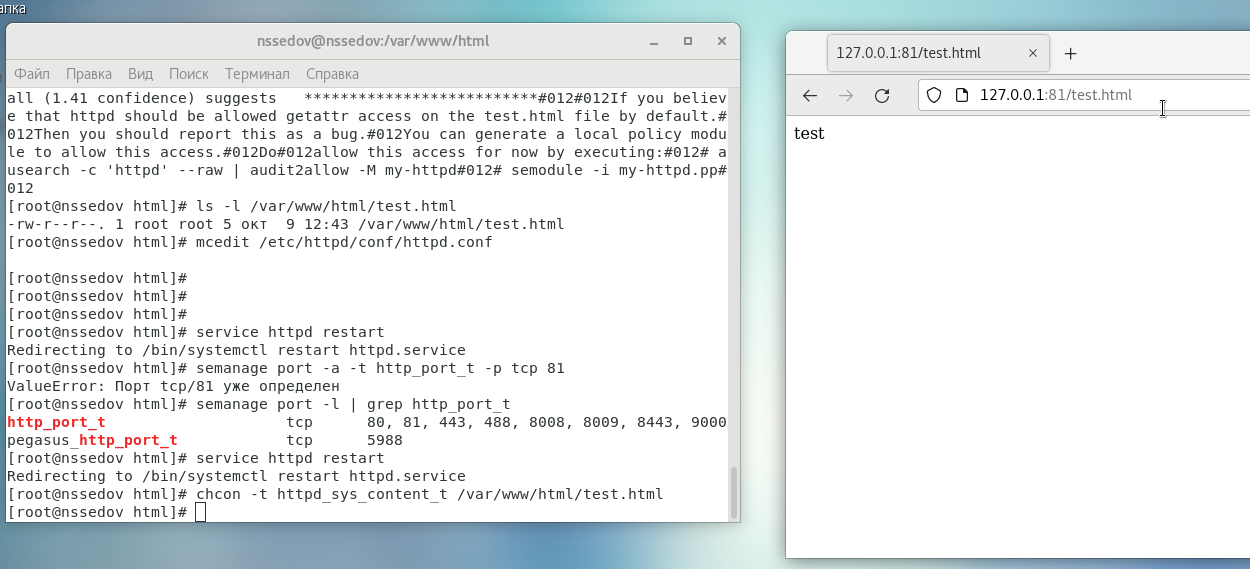 апка
nssedov@nssedov:/var/www/html
Файл Правка Вид Поиск Терминал Справка
all (1.41 confidence) suggests   **************************#012#012If you believ
e that httpd should be allowed getattr access on the test.html file by default.#
012Then you should report this as a bug.#012You can generate a local policy modu
le to allow this access.#012Do#012allow this access for now by executing:#012# a
usearch -c 'httpd' --raw | audit2allow -M my-httpd#012# semodule -i my-httpd.pp#
012
[root@nssedov html]# ls -l /var/www/html/test.html
-rw-r--r--. 1 root root 5 окт  9 12:43 /var/www/html/test.html
[root@nssedov html]# mcedit /etc/httpd/conf/httpd.conf
[root@nssedov html]#
[root@nssedov html]#
[root@nssedov html]#
[root@nssedov html]# service httpd restart
Redirecting to /bin/systemctl restart httpd.service
[root@nssedov html]# semanage port -a -t http_port_t -p tcp 81
ValueError: Порт tcp/81 уже определен
[root@nssedov html]# semanage port -l | grep http_port_t
http_port_t                    tcp      80, 81, 443, 488, 8008, 8009, 8443, 9000
pegasus_http_port_t            tcp      5988
[root@nssedov html]# service httpd restart
Redirecting to /bin/systemctl restart httpd.service
[root@nssedov html]# chcon -t httpd_sys_content_t /var/www/html/test.html
[root@nssedov html]#
127.0.0.1:81/test.html
127.0.0.1:81/test.html
test